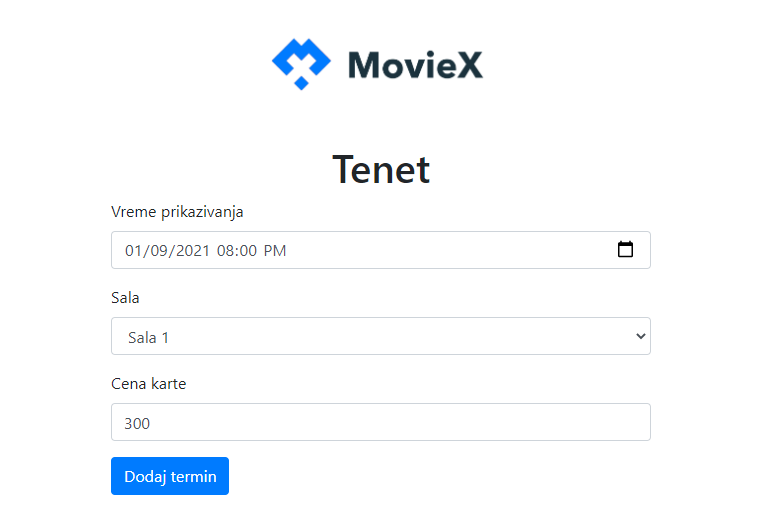 MovieX
Tenet
Vreme prikazivanja
01/09/2021 08:00 PM
Sala
Sala 1
Cena karte
300
Dodaj termin